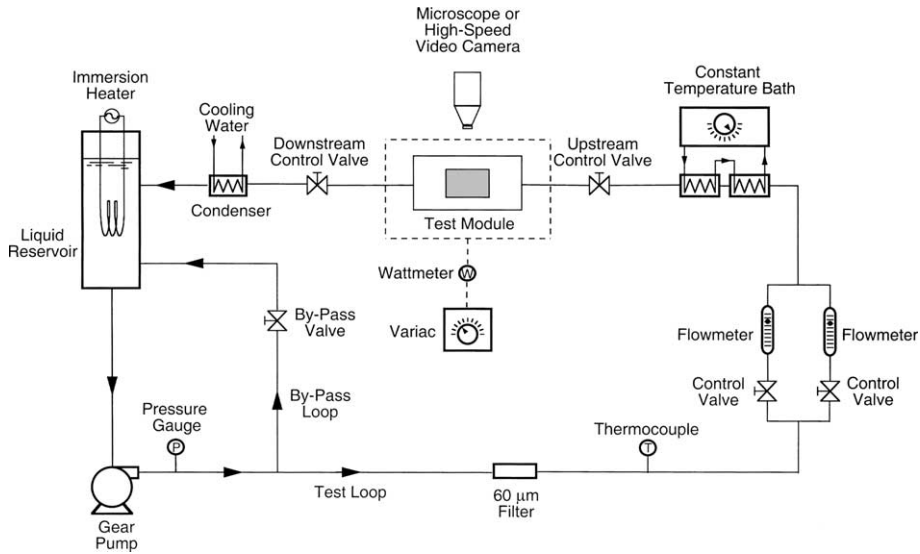 Microscope or
High-Speed
Video Camera
Immersion
Heater
Cooling
Water
Downstream
Control Valve
Upstream
Control Valve
Constant
Temperature Bath
Condenser
Test Module
Liquid
Reservoir
Wattmeter
W
Variac
By-Pass
Valve
Flowmeter
Flowmeter
Control
Valve
Control
Valve
By-Pass
Loop
Pressure
Gauge
P
Thermocouple
T
Test Loop
60 μm
Filter
Gear
Pump